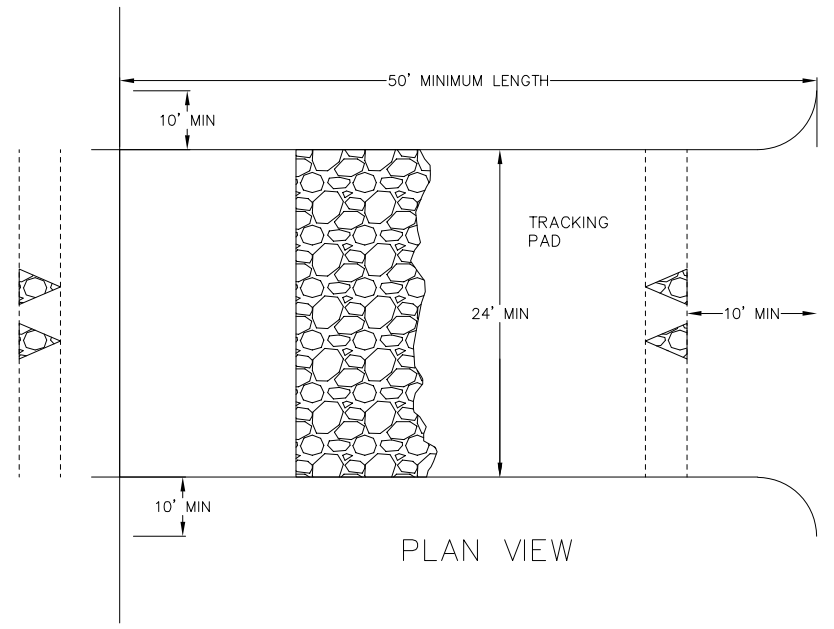 50' MINIMUM LENGTH
10' MIN
TRACKING
PAD
24' MIN
10' MIN
10' MIN
PLAN VIEW